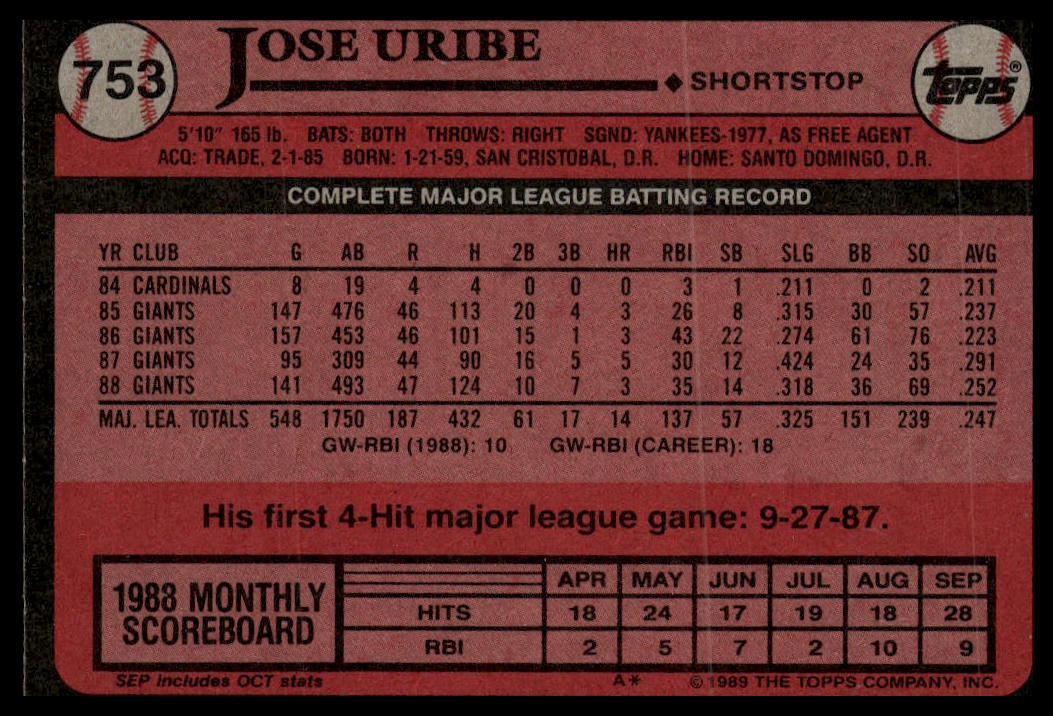 753
JOSE URIBE
◆ SHORTSTOP
TOPPS®
5'10" 165 lb. BATS: BOTH THROWS: RIGHT SGND: YANKEES-1977, AS FREE AGENT
ACQ: TRADE, 2-1-85 BORN: 1-21-59, SAN CRISTOBAL, D.R. HOME: SANTO DOMINGO, D.R.
COMPLETE MAJOR LEAGUE BATTING RECORD
YR CLUB G AB R H 2B 3B HR RBI SB SLG BB SO AVG
84 CARDINALS 8 19 4 4 0 0 0 3 1 .211 0 2 .211
85 GIANTS 147 476 46 113 20 4 3 26 8 .315 30 57 .237
86 GIANTS 157 453 46 101 15 1 3 43 22 .274 61 76 .223
87 GIANTS 95 309 44 90 16 5 5 30 12 .424 24 35 .291
88 GIANTS 141 493 47 124 10 7 3 35 14 .318 36 69 .252
MAJ. LEA. TOTALS 548 1750 187 432 61 17 14 137 57 .325 151 239 .247
GW-RBI (1988): 10 GW-RBI (CAREER): 18
His first 4-Hit major league game: 9-27-87.
1988 MONTHLY SCOREBOARD
APR MAY JUN JUL AUG SEP
HITS 18 24 17 19 18 28
RBI 2 5 7 2 10 9
SEP includes OCT stats A* © 1989 THE TOPPS COMPANY, INC.